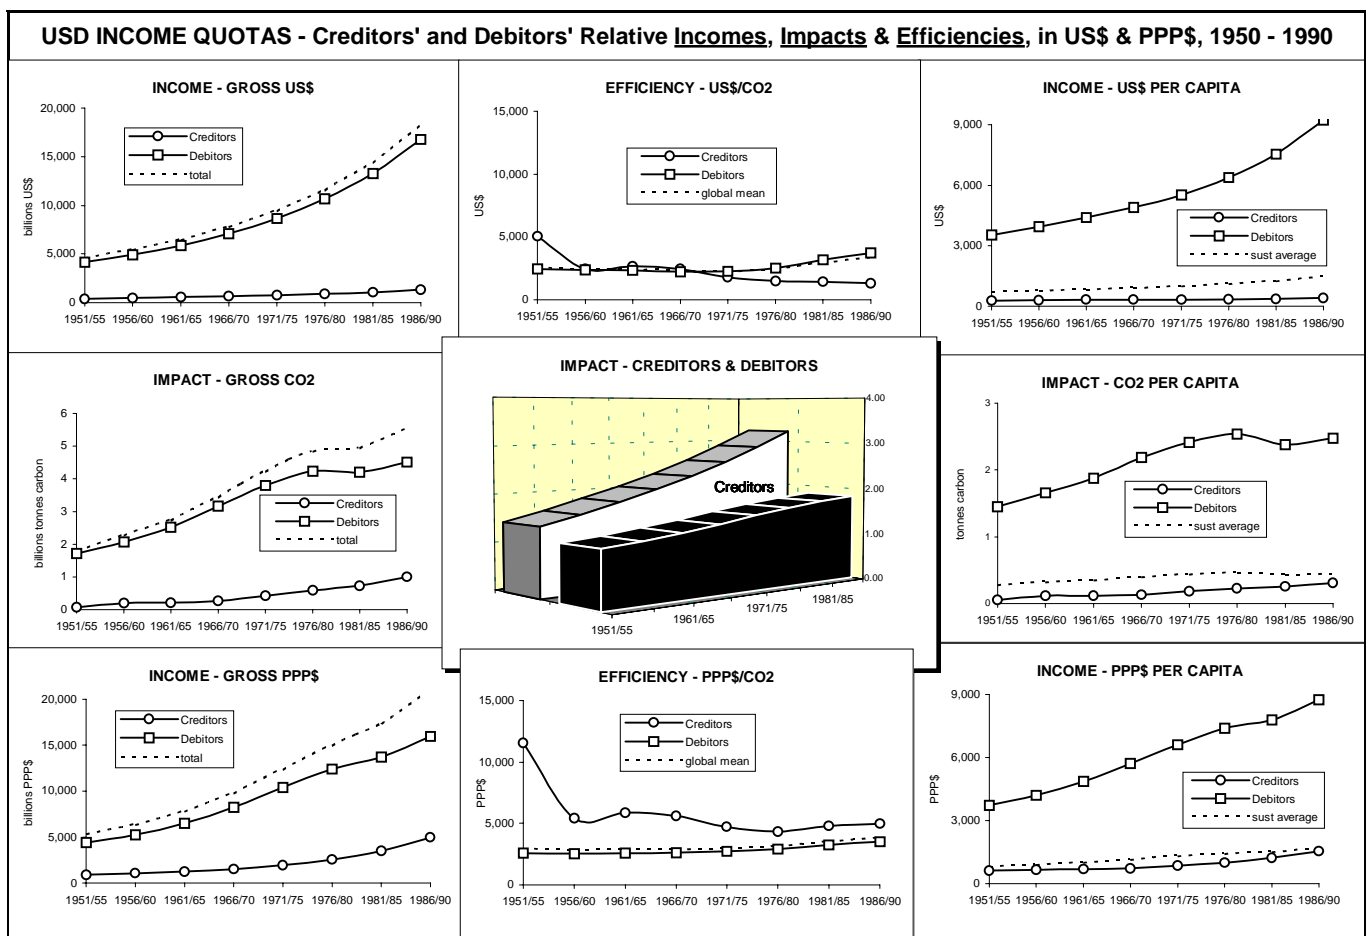 USD INCOME QUOTAS - Creditors' and Debitors' Relative Incomes, Impacts & Efficiencies, in US$ & PPP$, 1950 - 1990
INCOME - GROSS US$
20,000
15,000
10,000
5,000
0
billions US$
Creditors
Debitors
total
1951/55 1956/60 1961/65 1966/70 1971/75 1976/80 1981/85 1986/90
EFFICIENCY - US$/CO2
15,000
10,000
5,000
0
US$
Creditors
Debitors
global mean
1951/55 1956/60 1961/65 1966/70 1971/75 1976/80 1981/85 1986/90
INCOME - US$ PER CAPITA
9,000
6,000
3,000
0
US$
Creditors
Debitors
sust average
1951/55 1956/60 1961/65 1966/70 1971/75 1976/80 1981/85 1986/90
IMPACT - GROSS CO2
6
5
4
3
2
1
0
billions tonnes carbon
Creditors
Debitors
total
1951/55 1956/60 1961/65 1966/70 1971/75 1976/80 1981/85 1986/90
IMPACT - CREDITORS & DEBITORS
4.00
3.00
2.00
1.00
0.00
Creditors
1951/55
1961/65
1971/75
1981/85
IMPACT - CO2 PER CAPITA
3
2
1
0
tonnes carbon
Creditors
Debitors
sust average
1951/55 1956/60 1961/65 1966/70 1971/75 1976/80 1981/85 1986/90
INCOME - GROSS PPP$
20,000
15,000
10,000
5,000
0
billions PPP$
Creditors
Debitors
total
1951/55 1956/60 1961/65 1966/70 1971/75 1976/80 1981/85 1986/90
EFFICIENCY - PPP$/CO2
15,000
10,000
5,000
0
PPP$
Creditors
Debitors
global mean
1951/55 1956/60 1961/65 1966/70 1971/75 1976/80 1981/85 1986/90
INCOME - PPP$ PER CAPITA
9,000
6,000
3,000
0
PPP$
Creditors
Debitors
sust average
1951/55 1956/60 1961/65 1966/70 1971/75 1976/80 1981/85 1986/90